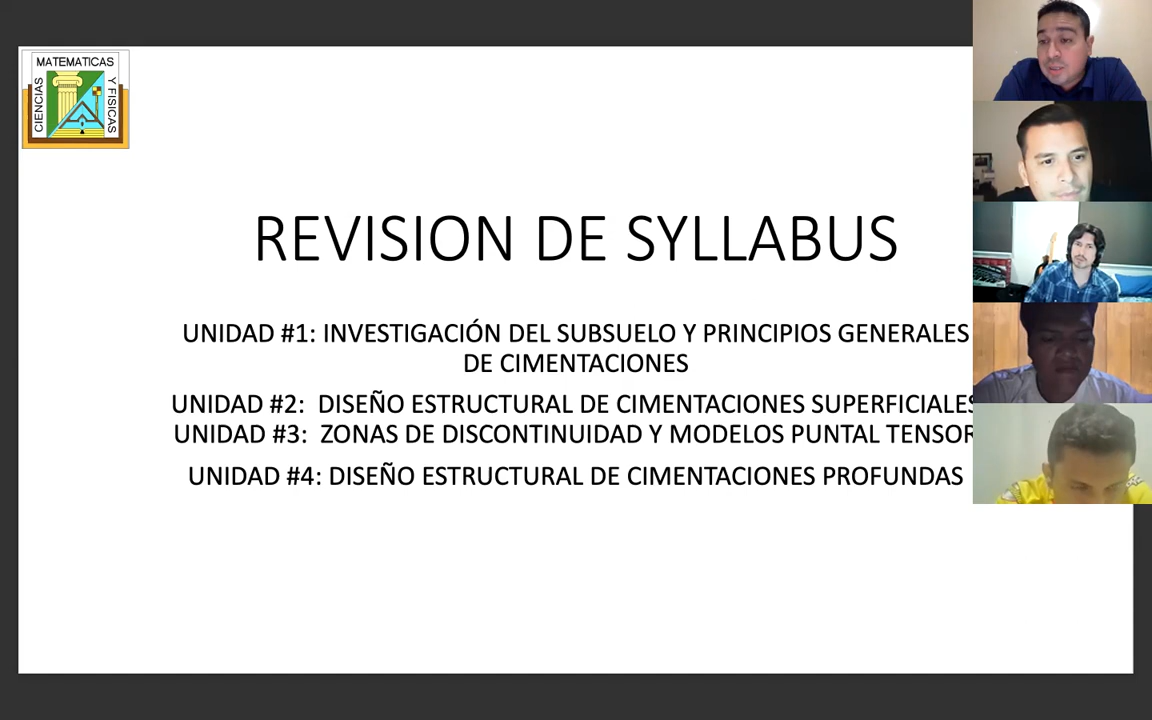 MATEMATICAS
CIENCIAS
Y FISICAS
REVISION DE SYLLABUS
UNIDAD #1: INVESTIGACIÓN DEL SUBSUELO Y PRINCIPIOS GENERALES
DE CIMENTACIONES
UNIDAD #2: DISEÑO ESTRUCTURAL DE CIMENTACIONES SUPERFICIALES
UNIDAD #3: ZONAS DE DISCONTINUIDAD Y MODELOS PUNTAL TENSOR
UNIDAD #4: DISEÑO ESTRUCTURAL DE CIMENTACIONES PROFUNDAS